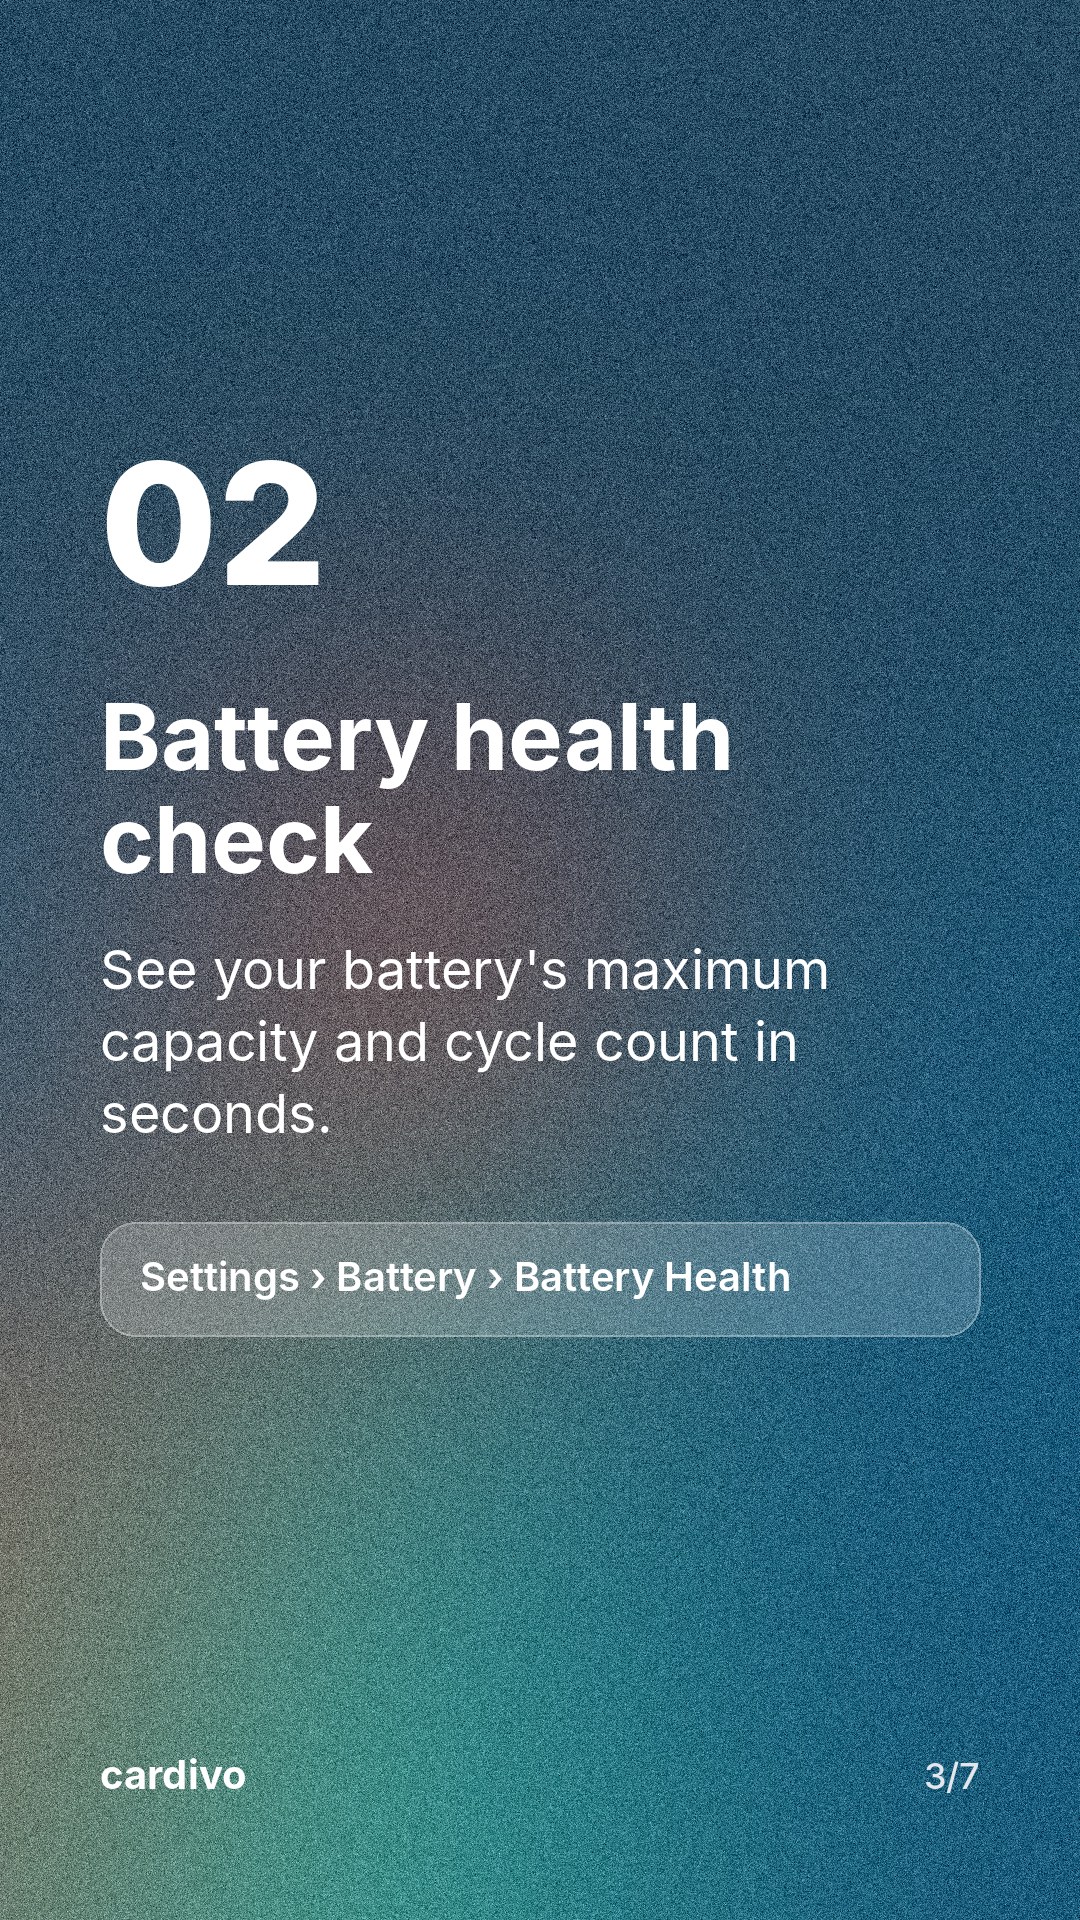 02
Battery health
check
See your battery's maximum
capacity and cycle count in
seconds.
Settings › Battery › Battery Health
cardivo
3/7